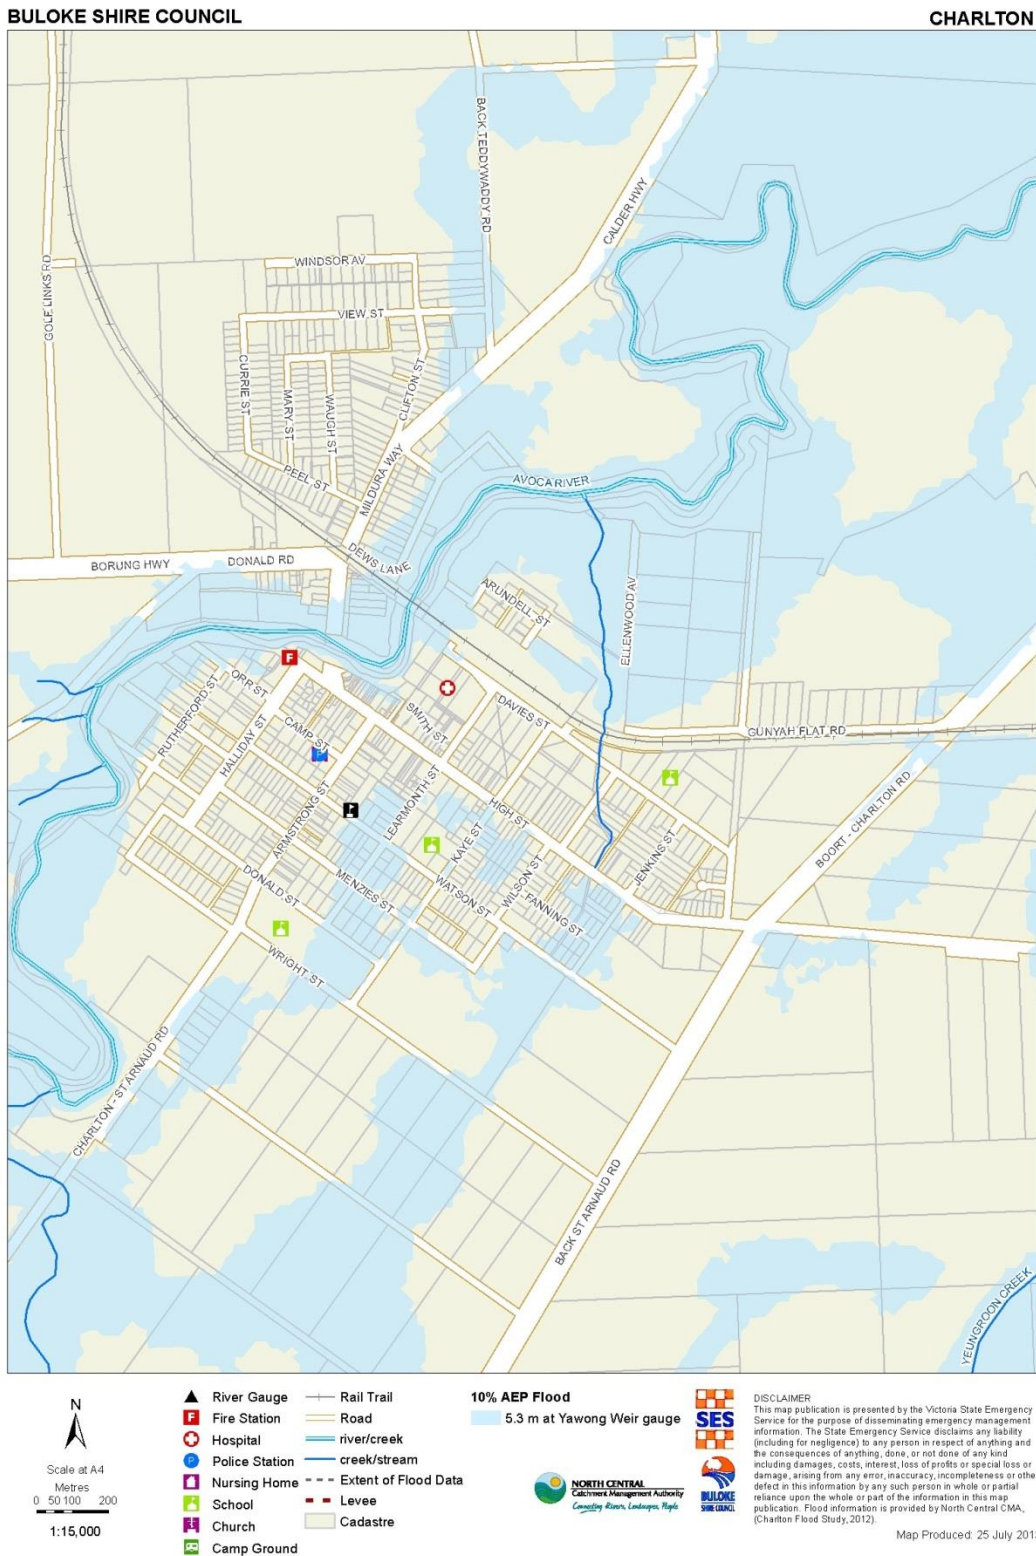 BULOKE SHIRE COUNCIL
CHARLTON
BACK TEDDYWADDY RD
CALDER HWY
GOLF LINKS RD
WINDSOR AV
VIEW ST
CURRIE ST
MARY ST
WAUGH ST
CLIFTON ST
PEEL ST
MILDURA WAY
AVOCA RIVER
DEWS LANE
BORUNG HWY
DONALD RD
ARUNDELL ST
ELLENWOOD AV
F
RUTHERFORD ST
ORR ST
HALLIDAY ST
CAMP ST
SMITH ST
DAVIES ST
GUNYAH FLAT RD
P
ARMSTRONG ST
LEARMONTH ST
HIGH ST
KAYE ST
BOORT - CHARLTON RD
JENKINS ST
WILSON ST
FANNING ST
DONALD ST
MENZIES ST
WATSON ST
WRIGHT ST
CHARLTON - ST ARNAUD RD
BACK ST ARNAUD RD
YEUNGROON CREEK
N
Scale at A4
Metres
0 50 100 200
1:15,000
River Gauge
F Fire Station
Hospital
P Police Station
Nursing Home
School
Church
Camp Ground
Rail Trail
Road
river/creek
creek/stream
Extent of Flood Data
Levee
Cadastre
10% AEP Flood
5.3 m at Yawong Weir gauge
NORTH CENTRAL
Catchment Management Authority
Connecting Rivers, Landscapes, People
SES
BULOKE
SHIRE COUNCIL
DISCLAIMER
This map publication is presented by the Victoria State Emergency
Service for the purpose of disseminating emergency management
information. The State Emergency Service disclaims any liability
(including for negligence) to any person in respect of anything and
the consequences of anything, done, or not done of any kind
including damages, costs, interest, loss of profits or special loss or
damage, arising from any error, inaccuracy, incompleteness or othe
defect in this information by any such person in whole or partial
reliance upon the whole or part of the information in this map
publication. Flood information is provided by North Central CMA,
(Charlton Flood Study, 2012).
Map Produced: 25 July 201